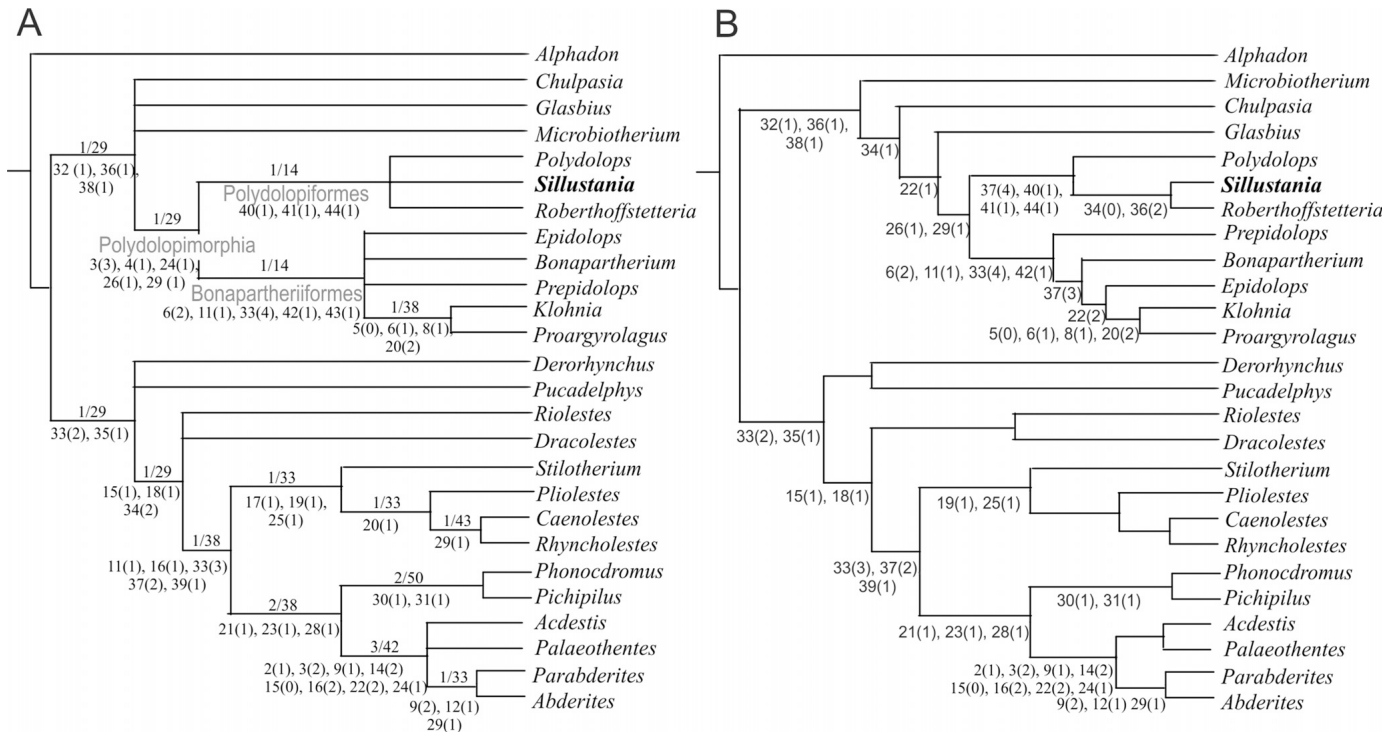 A
Alphadon
Chulpasia
Glasbius
Microbiotherium
1/29
32 (1), 36(1),
38(1)
Polydolops
1/14
Sillustania
Polydolopiformes
40(1), 41(1), 44(1)
Roberthoffstetteria
1/29
Polydolopimorphia
3(3), 4(1), 24(1),
26(1), 29 (1)
Epidolops
Bonapartherium
1/14
Bonapartheriiformes
6(2), 11(1), 33(4), 42(1), 43(1)
Prepidolops
1/38
Klohnia
5(0), 6(1), 8(1)
20(2)
Proargyrolagus
Derorhynchus
Pucadelphys
1/29
33(2), 35(1)
Riolestes
Dracolestes
1/29
15(1), 18(1)
34(2)
Stilotherium
1/33
17(1), 19(1),
25(1)
Pliolestes
1/33
20(1)
Caenolestes
1/43
29(1)
Rhyncholestes
1/38
11(1), 16(1), 33(3)
37(2), 39(1)
Phonocdromus
2/50
30(1), 31(1)
Pichipilus
2/38
21(1), 23(1), 28(1)
Acdestis
3/42
Palaeothentes
2(1), 3(2), 9(1), 14(2)
15(0), 16(2), 22(2), 24(1)
1/33
Parabderites
9(2), 12(1)
29(1)
Abderites
B
Alphadon
Microbiotherium
32(1), 36(1),
38(1)
Chulpasia
34(1)
Glasbius
22(1)
Polydolops
37(4), 40(1),
41(1), 44(1)
Sillustania
34(0), 36(2)
Roberthoffstetteria
26(1), 29(1)
Prepidolops
6(2), 11(1), 33(4), 42(1)
Bonapartherium
37(3)
Epidolops
22(2)
Klohnia
5(0), 6(1), 8(1), 20(2)
Proargyrolagus
Derorhynchus
Pucadelphys
33(2), 35(1)
Riolestes
Dracolestes
15(1), 18(1)
Stilotherium
19(1), 25(1)
Pliolestes
Caenolestes
Rhyncholestes
33(3), 37(2)
39(1)
Phonocdromus
30(1), 31(1)
Pichipilus
21(1), 23(1), 28(1)
Acdestis
Palaeothentes
2(1), 3(2), 9(1), 14(2)
15(0), 16(2), 22(2), 24(1)
Parabderites
9(2), 12(1) 29(1)
Abderites